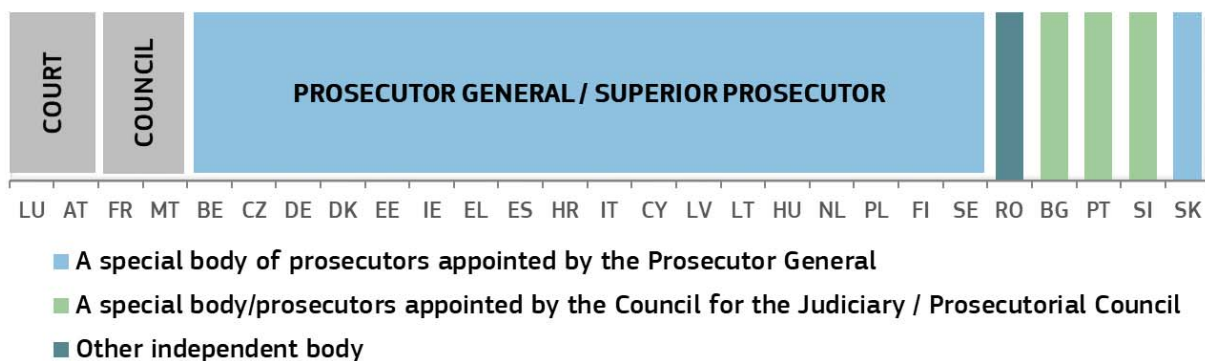 COURT
COUNCIL
PROSECUTOR GENERAL / SUPERIOR PROSECUTOR
LU AT FR MT BE CZ DE DK EE IE EL ES HR IT CY LV LT HU NL PL FI SE RO BG PT SI SK
A special body of prosecutors appointed by the Prosecutor General
A special body/prosecutors appointed by the Council for the Judiciary / Prosecutorial Council
Other independent body